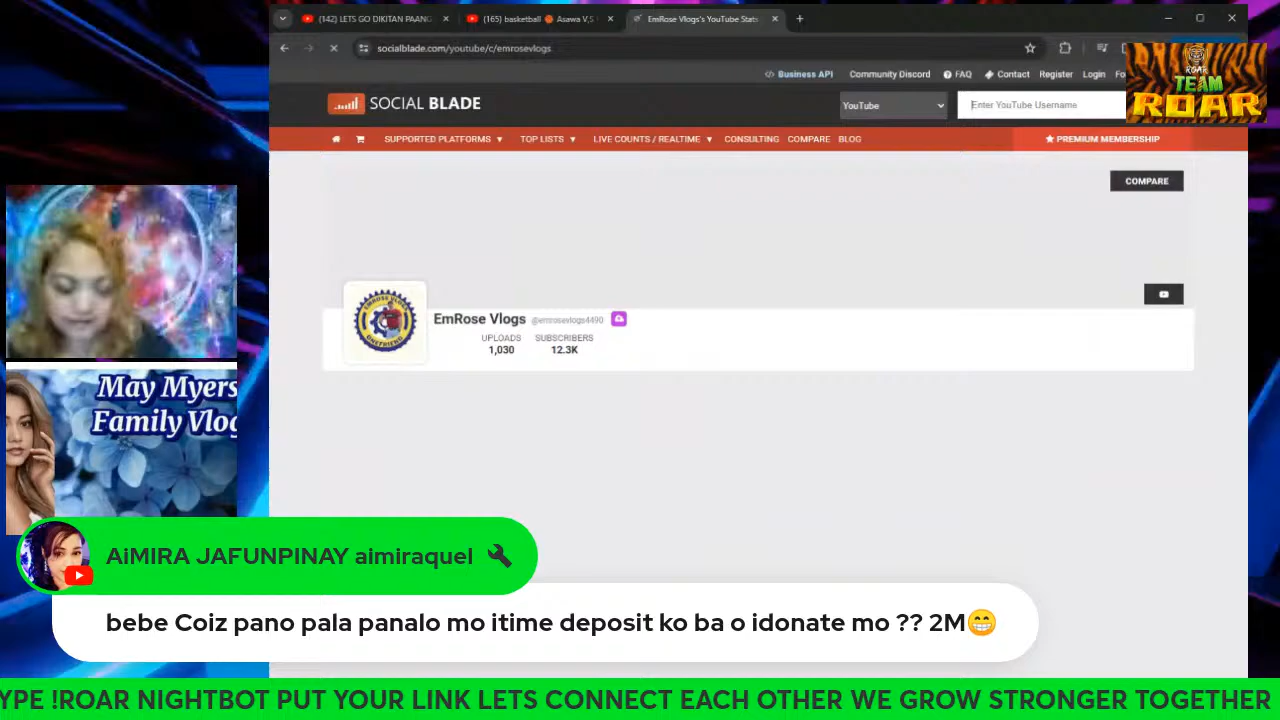 (142) LETS GO DIKITAN PAANG
(165) basketball 🏀 Asawa V.S
EmRose Vlogs's YouTube Stats
socialblade.com/youtube/c/emrosevlogs
</> Business API Community Discord FAQ Contact Register Login
ROAR
TEAM
ROAR
SOCIAL BLADE
YouTube
Enter YouTube Username
SUPPORTED PLATFORMS TOP LISTS LIVE COUNTS / REALTIME CONSULTING COMPARE BLOG
PREMIUM MEMBERSHIP
COMPARE
EMROSE VLOGS
EmRose Vlogs @emrosevlogs4490
UPLOADS SUBSCRIBERS
1,030 12.3K
May Myers
Family Vlog
AiMIRA JAFUNPINAY aimiraquel
bebe Coiz pano pala panalo mo itime deposit ko ba o idonate mo ?? 2M😁
YPE !ROAR NIGHTBOT PUT YOUR LINK LETS CONNECT EACH OTHER WE GROW STRONGER TOGETHER